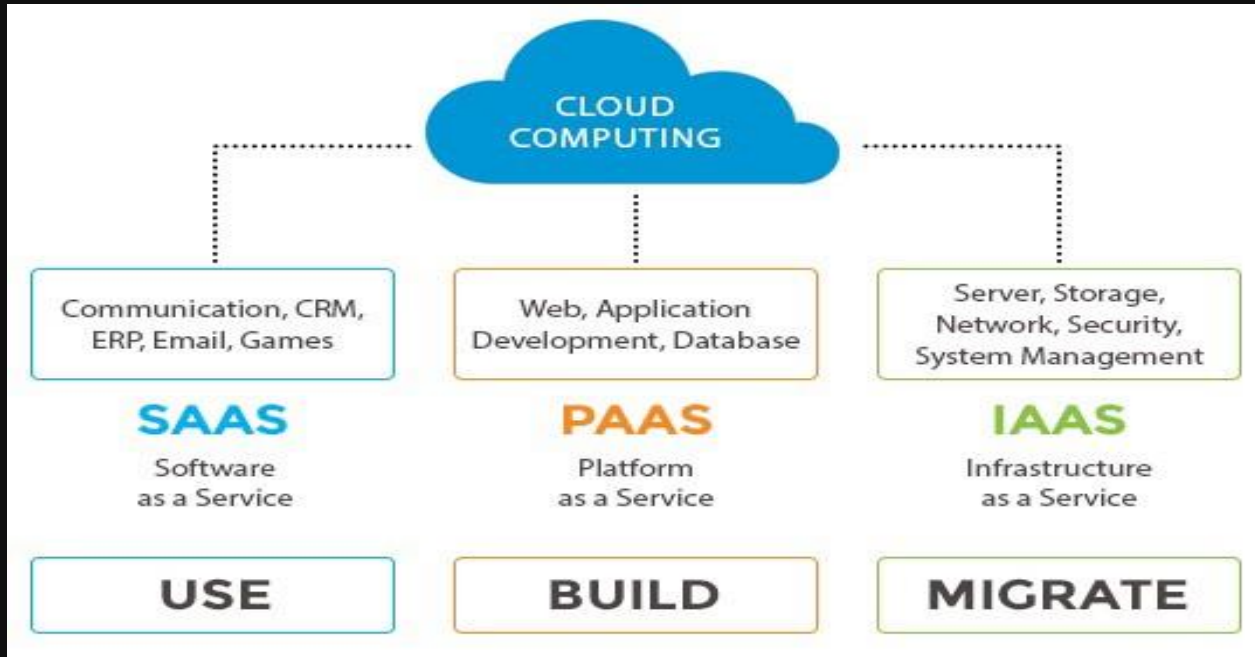 CLOUD
COMPUTING
Communication, CRM,
ERP, Email, Games
SAAS
Software
as a Service
USE
Web, Application
Development, Database
PAAS
Platform
as a Service
BUILD
Server, Storage,
Network, Security,
System Management
IAAS
Infrastructure
as a Service
MIGRATE